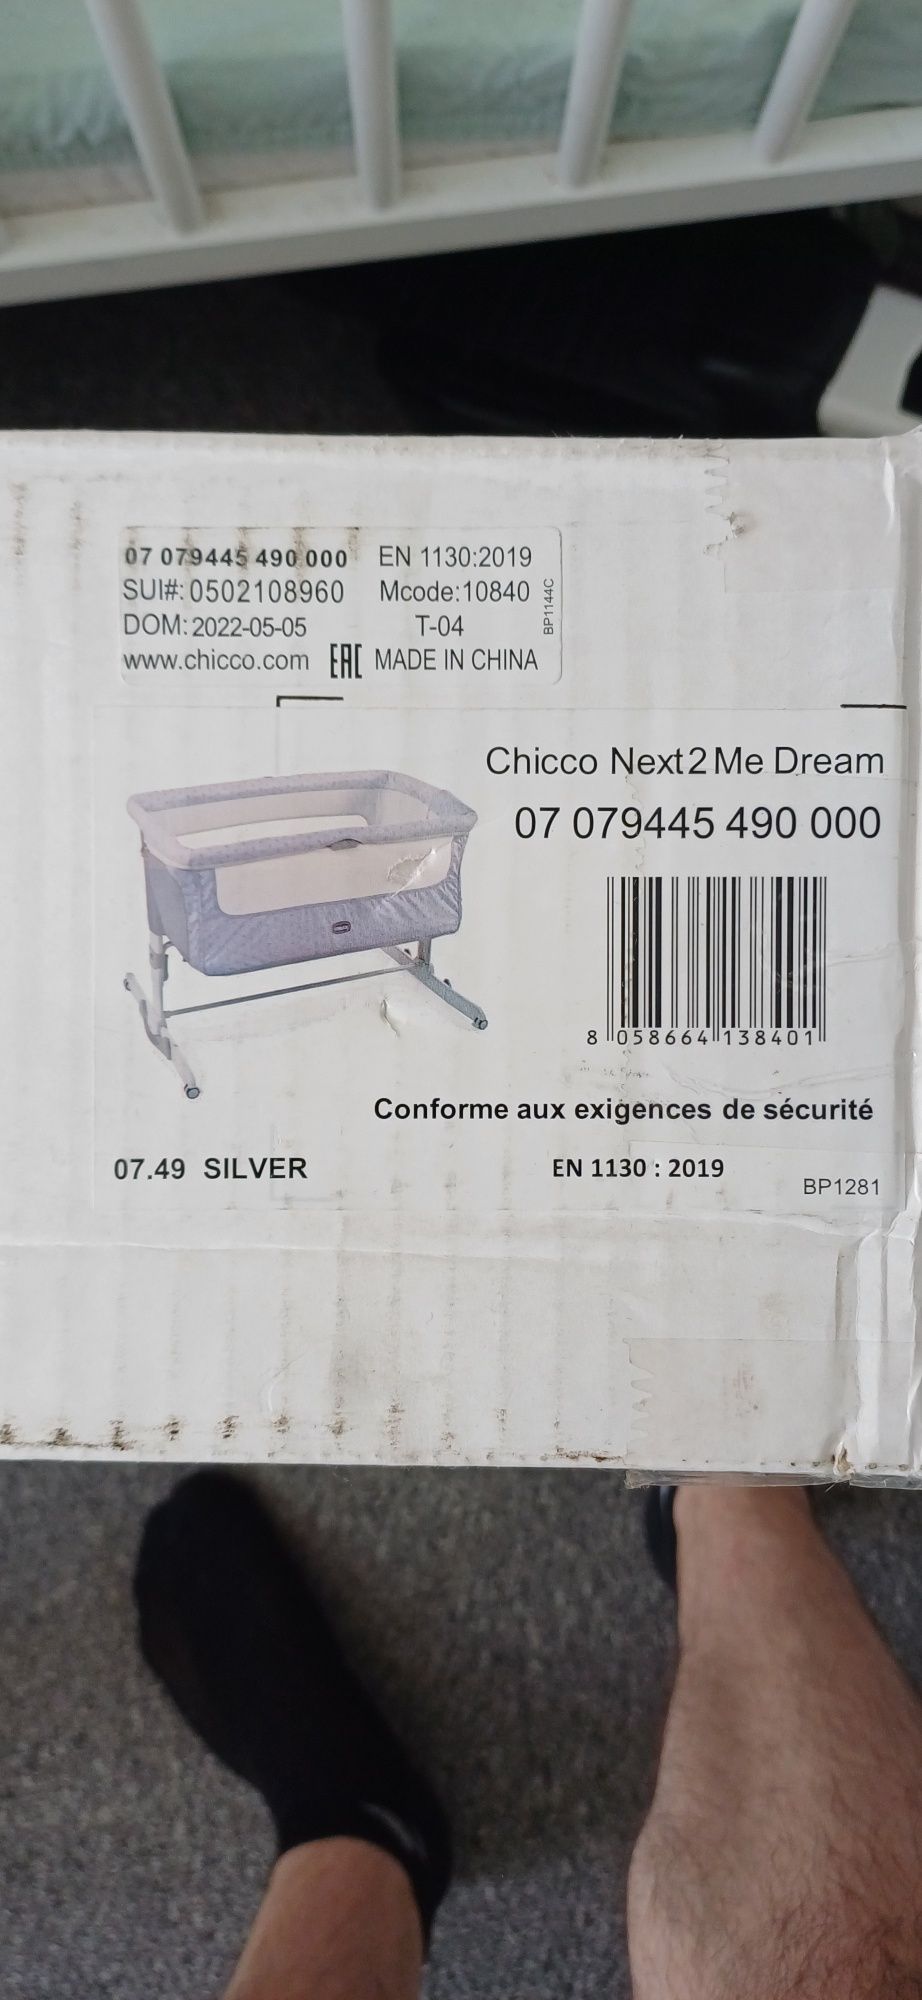 07 079445 490 000 EN 1130:2019
SUI#: 0502108960 Mcode:10840
DOM: 2022-05-05 T-04
www.chicco.com EAC MADE IN CHINA
BP1144C
Chicco Next2Me Dream
07 079445 490 000
8 058664 138401
Conforme aux exigences de sécurité
07.49 SILVER EN 1130 : 2019
BP1281